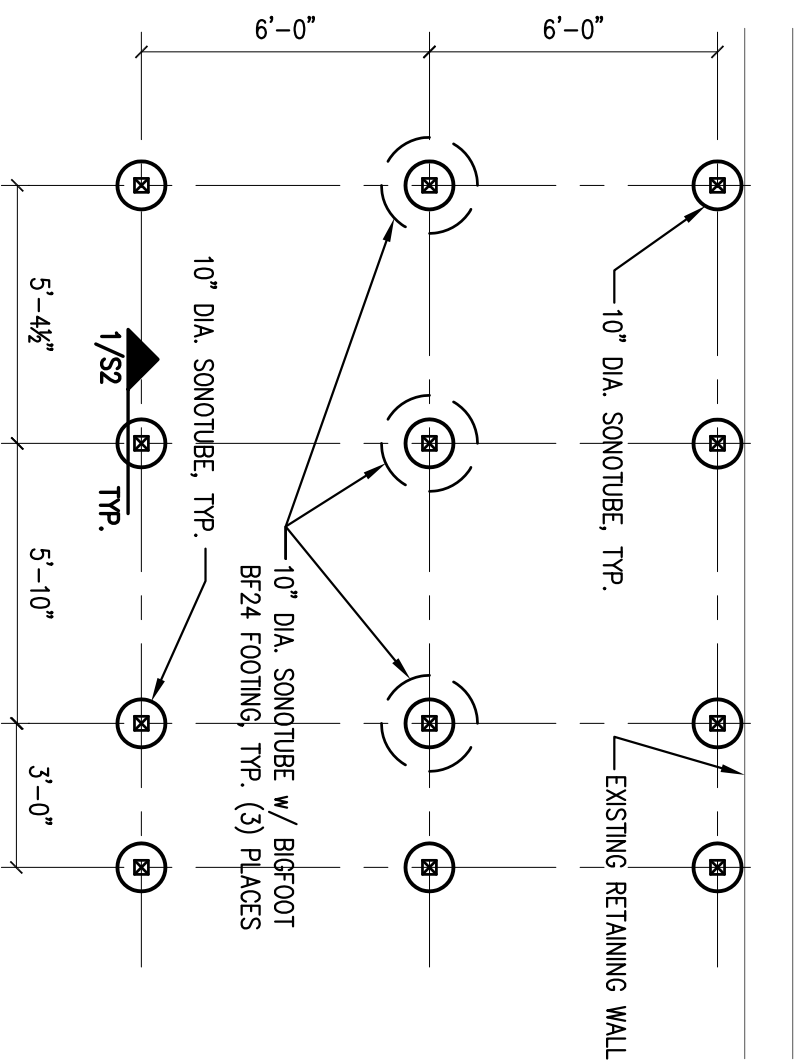 6'-0"
6'-0"
EXISTING RETAINING WALL
10" DIA. SONOTUBE, TYP.
10" DIA. SONOTUBE w/ BIGFOOT
BF24 FOOTING, TYP. (3) PLACES
10" DIA. SONOTUBE, TYP.
1/S2
TYP.
5'-4½"
5'-10"
3'-0"